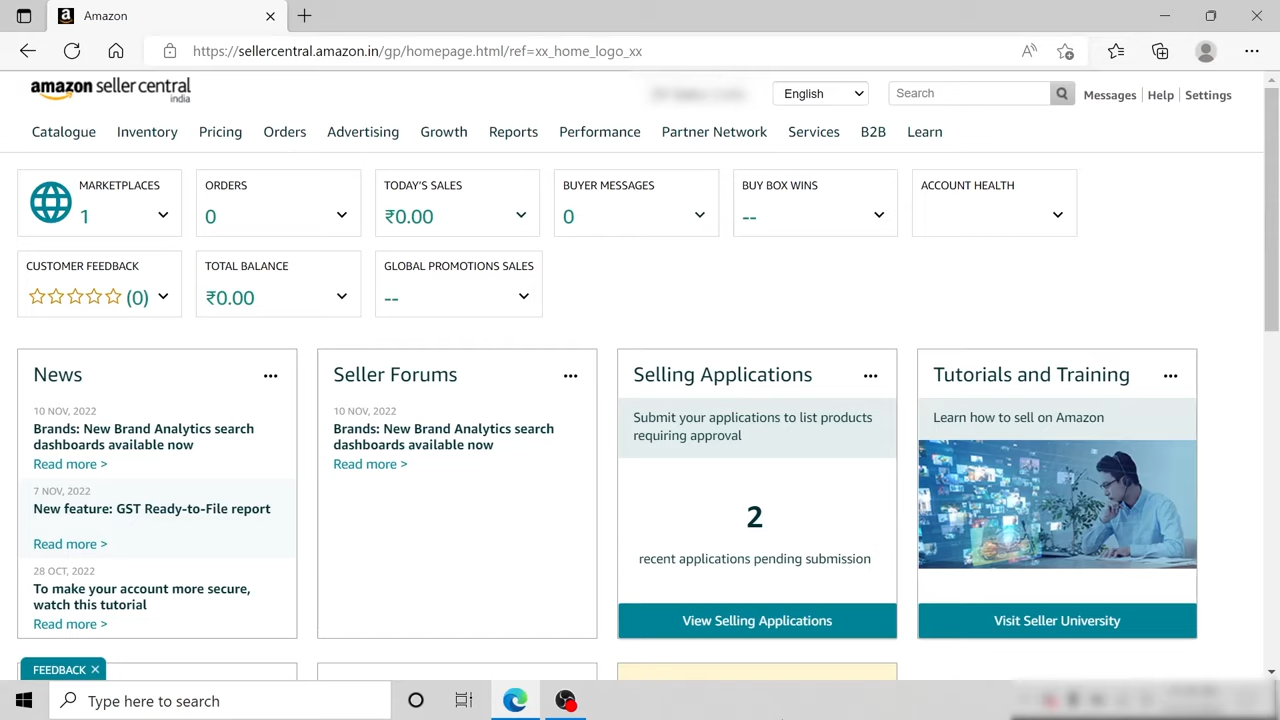 Amazon
https://sellercentral.amazon.in/gp/homepage.html/ref=xx_home_logo_xx
amazon seller central
india
English
Search
Messages | Help | Settings
Catalogue Inventory Pricing Orders Advertising Growth Reports Performance Partner Network Services B2B Learn
MARKETPLACES
1
ORDERS
0
TODAY'S SALES
₹0.00
BUYER MESSAGES
0
BUY BOX WINS
--
ACCOUNT HEALTH
CUSTOMER FEEDBACK
(0)
TOTAL BALANCE
₹0.00
GLOBAL PROMOTIONS SALES
--
News
10 NOV, 2022
Brands: New Brand Analytics search
dashboards available now
Read more >
7 NOV, 2022
New feature: GST Ready-to-File report
Read more >
28 OCT, 2022
To make your account more secure,
watch this tutorial
Read more >
Seller Forums
10 NOV, 2022
Brands: New Brand Analytics search
dashboards available now
Read more >
Selling Applications
Submit your applications to list products
requiring approval
2
recent applications pending submission
View Selling Applications
Tutorials and Training
Learn how to sell on Amazon
Visit Seller University
FEEDBACK
Type here to search